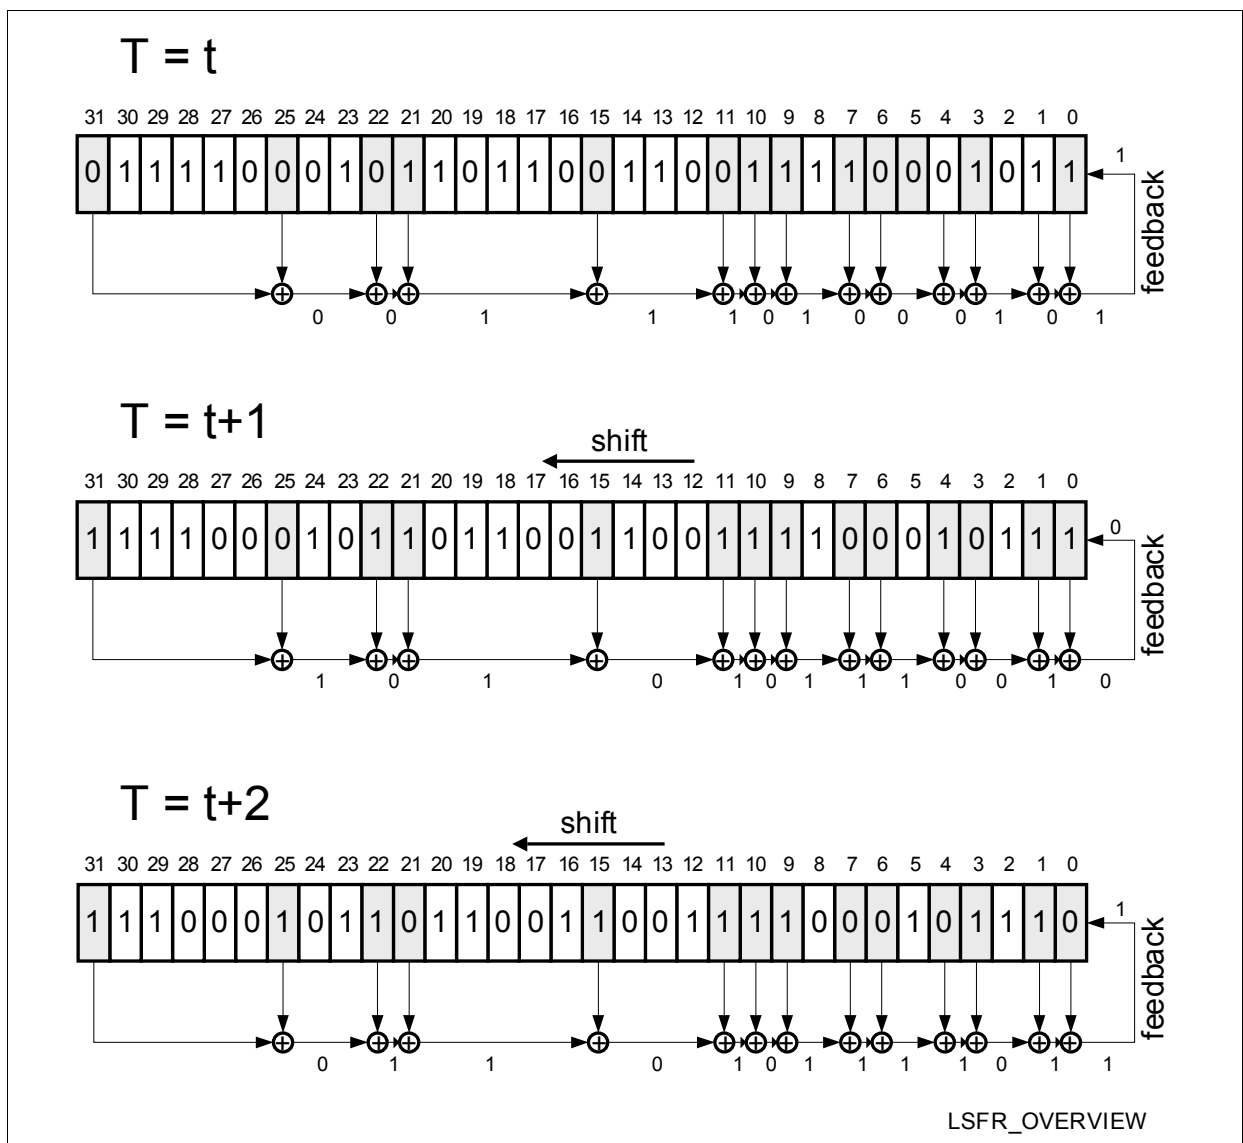 T = t
31 30 29 28 27 26 25 24 23 22 21 20 19 18 17 16 15 14 13 12 11 10 9 8 7 6 5 4 3 2 1 0
0 1 1 1 1 0 0 0 1 0 1 1 0 1 1 0 0 1 1 0 0 1 1 1 1 0 0 0 1 0 1 1
1
feedback
0 0 1 1 1 0 1 0 0 0 1 0 1
T = t+1
shift
31 30 29 28 27 26 25 24 23 22 21 20 19 18 17 16 15 14 13 12 11 10 9 8 7 6 5 4 3 2 1 0
1 1 1 1 0 0 0 1 0 1 1 0 1 1 0 0 1 1 0 0 1 1 1 1 0 0 0 1 0 1 1 1
0
feedback
1 0 1 0 1 0 1 1 1 0 0 1 0
T = t+2
shift
31 30 29 28 27 26 25 24 23 22 21 20 19 18 17 16 15 14 13 12 11 10 9 8 7 6 5 4 3 2 1 0
1 1 1 0 0 0 1 0 1 1 0 1 1 0 0 1 1 0 0 1 1 1 1 0 0 0 1 0 1 1 1 0
1
feedback
0 1 1 0 1 0 1 1 1 1 0 1 1
LSFR_OVERVIEW